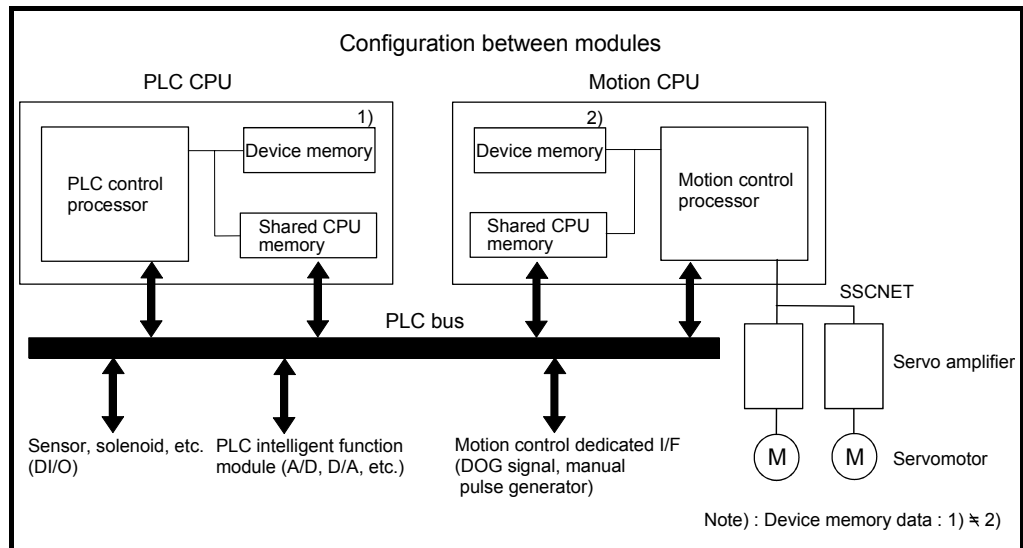 Configuration between modules
PLC CPU
Motion CPU
1)
Device memory
PLC control
processor
Shared CPU
memory
2)
Device memory
Shared CPU
memory
Motion control
processor
SSCNET
PLC bus
Servo amplifier
Sensor, solenoid, etc.
(DI/O)
PLC intelligent function
module (A/D, D/A, etc.)
Motion control dedicated I/F
(DOG signal, manual
pulse generator)
M
M
Servomotor
Note) : Device memory data : 1) ≒ 2)